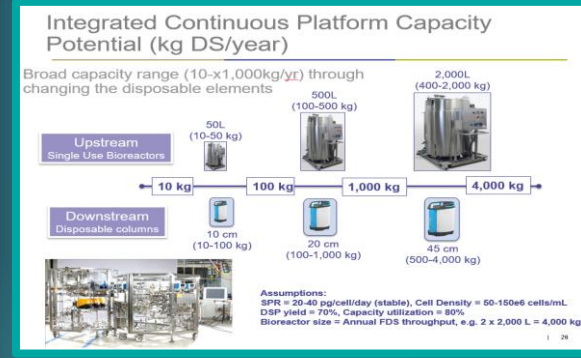 Integrated Continuous Platform Capacity
Potential (kg DS/year)
Broad capacity range (10-x1,000kg/yr) through
changing the disposable elements
2,000L
(400-2,000 kg)
500L
(100-500 kg)
50L
(10-50 kg)
Upstream
Single Use Bioreactors
10 kg 100 kg 1,000 kg 4,000 kg
Downstream
Disposable columns
10 cm
(10-100 kg)
20 cm
(100-1,000 kg)
45 cm
(500-4,000 kg)
Assumptions:
SPR = 20-40 pg/cell/day (stable), Cell Density = 50-150e6 cells/mL
DSP yield = 70%, Capacity utilization = 80%
Bioreactor size = Annual FDS throughput, e.g. 2 x 2,000 L = 4,000 kg
| 26